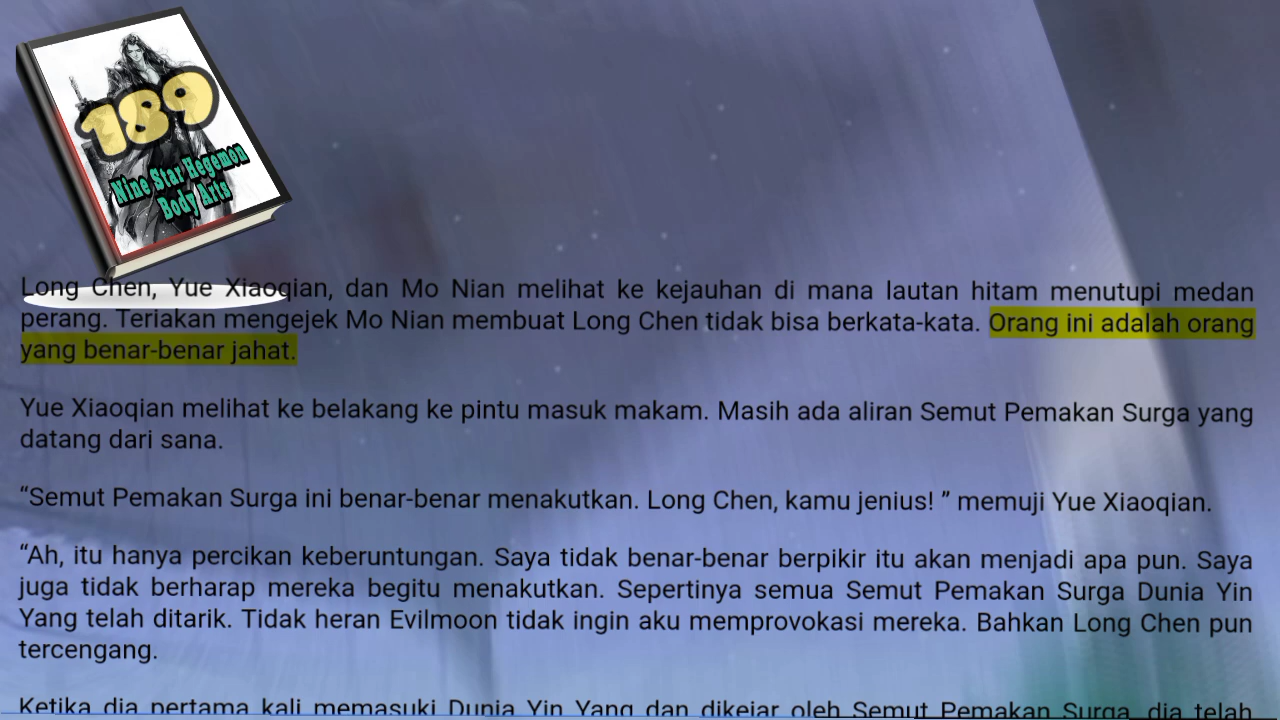 189
Nine Star Hegemon
Body Arts
Long Chen, Yue Xiaoqian, dan Mo Nian melihat ke kejauhan di mana lautan hitam menutupi medan
perang. Teriakan mengejek Mo Nian membuat Long Chen tidak bisa berkata-kata. Orang ini adalah orang
yang benar-benar jahat.
Yue Xiaoqian melihat ke belakang ke pintu masuk makam. Masih ada aliran Semut Pemakan Surga yang
datang dari sana.
“Semut Pemakan Surga ini benar-benar menakutkan. Long Chen, kamu jenius! ” memuji Yue Xiaoqian.
“Ah, itu hanya percikan keberuntungan. Saya tidak benar-benar berpikir itu akan menjadi apa pun. Saya
juga tidak berharap mereka begitu menakutkan. Sepertinya semua Semut Pemakan Surga Dunia Yin
Yang telah ditarik. Tidak heran Evilmoon tidak ingin aku memprovokasi mereka. Bahkan Long Chen pun
tercengang.
Ketika dia pertama kali memasuki Dunia Yin Yang dan dikejar oleh Semut Pemakan Surga, dia telah